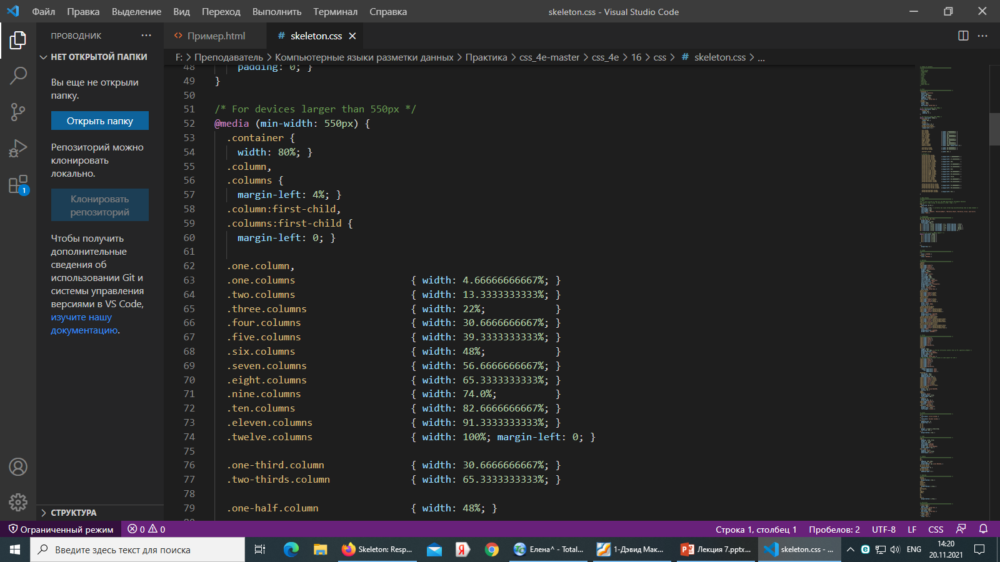 Файл Правка Выделение Вид Переход Выполнить Терминал Справка
skeleton.css - Visual Studio Code
ПРОВОДНИК
Пример.html
# skeleton.css
НЕТ ОТКРЫТОЙ ПАПКИ
F: > Преподаватель > Компьютерные языки разметки данных > Практика > css_4e-master > css_4e > 16 > css > # skeleton.css > ...
Вы еще не открыли
папку.
Открыть папку
Репозиторий можно
клонировать
локально.
Клонировать
репозиторий
Чтобы получить
дополнительные
сведения об
использовании Git и
системы управления
версиями в VS Code,
изучите нашу
документацию.
1
СТРУКТУРА
48 padding: 0; }
49 }
50
51 /* For devices larger than 550px */
52 @media (min-width: 550px) {
53 .container {
54 width: 80%; }
55 .column,
56 .columns {
57 margin-left: 4%; }
58 .column:first-child,
59 .columns:first-child {
60 margin-left: 0; }
61
62 .one.column,
63 .one.columns { width: 4.66666666667%; }
64 .two.columns { width: 13.3333333333%; }
65 .three.columns { width: 22%; }
66 .four.columns { width: 30.6666666667%; }
67 .five.columns { width: 39.3333333333%; }
68 .six.columns { width: 48%; }
69 .seven.columns { width: 56.6666666667%; }
70 .eight.columns { width: 65.3333333333%; }
71 .nine.columns { width: 74.0%; }
72 .ten.columns { width: 82.6666666667%; }
73 .eleven.columns { width: 91.3333333333%; }
74 .twelve.columns { width: 100%; margin-left: 0; }
75
76 .one-third.column { width: 30.6666666667%; }
77 .two-thirds.column { width: 65.3333333333%; }
78
79 .one-half.column { width: 48%; }
Ограниченный режим 0 0
Строка 1, столбец 1 Пробелов: 2 UTF-8 LF CSS
Введите здесь текст для поиска
Skeleton: Resp...
Елена^ - Total...
1-Дэвид Мак...
Лекция 7.pptx...
skeleton.css - ...
ENG
14:20
20.11.2021